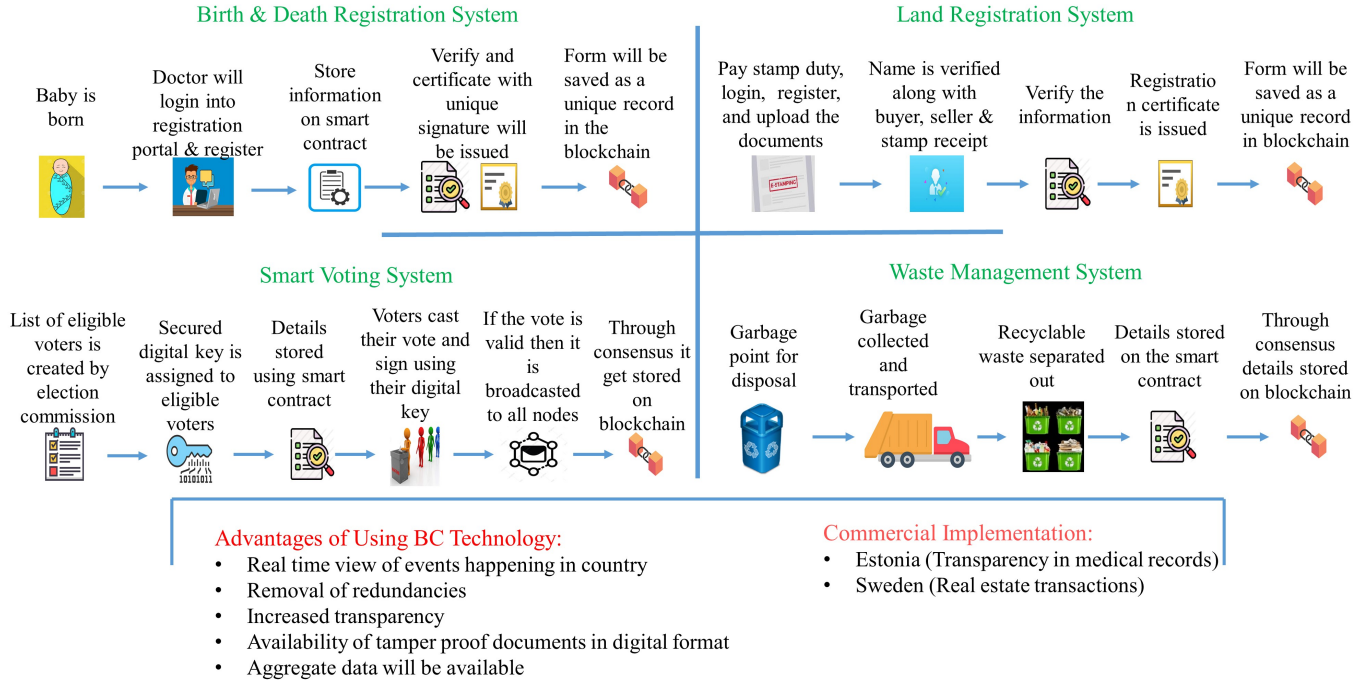 Birth & Death Registration System
Baby is
born
Doctor will
login into
registration
portal & register
Store
information
on smart
contract
Verify and
certificate with
unique
signature will
be issued
Form will be
saved as a
unique record
in the
blockchain
Land Registration System
Pay stamp duty,
login, register,
and upload the
documents
E-STAMPING
Name is verified
along with
buyer, seller &
stamp receipt
Verify the
information
Registratio
n certificate
is issued
Form will be
saved as a
unique record
in blockchain
Smart Voting System
List of eligible
voters is
created by
election
commission
Secured
digital key is
assigned to
eligible
voters
10101011
Details
stored
using smart
contract
Voters cast
their vote and
sign using
their digital
key
If the vote is
valid then it
is
broadcasted
to all nodes
Through
consensus it
get stored
on
blockchain
Waste Management System
Garbage
point for
disposal
Garbage
collected
and
transported
Recyclable
waste separated
out
Details stored
on the smart
contract
Through
consensus
details stored
on blockchain
Advantages of Using BC Technology:
• Real time view of events happening in country
• Removal of redundancies
• Increased transparency
• Availability of tamper proof documents in digital format
• Aggregate data will be available
Commercial Implementation:
• Estonia (Transparency in medical records)
• Sweden (Real estate transactions)